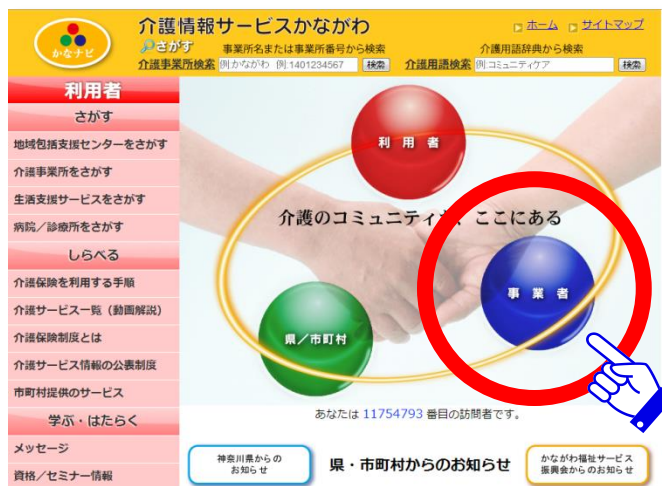 介護情報サービスかながわ
ホーム サイトマップ
かなナビ
さがす 事業所名または事業所番号から検索 介護用語辞典から検索
介護事業所検索 例:かながわ 例:1401234567 検索 介護用語検索 例:コミュニティケア 検索
利用者
さがす
地域包括支援センターをさがす
介護事業所をさがす
生活支援サービスをさがす
病院／診療所をさがす
しらべる
介護保険を利用する手順
介護サービス一覧（動画解説）
介護保険制度とは
介護サービス情報の公表制度
市町村提供のサービス
学ぶ・はたらく
メッセージ
資格／セミナー情報
利用者
介護のコミュニティが、ここにある
事業者
県／市町村
あなたは 11754793 番目の訪問者です。
神奈川県からの
お知らせ
県・市町村からのお知らせ
かながわ福祉サービス
振興会からのお知らせ